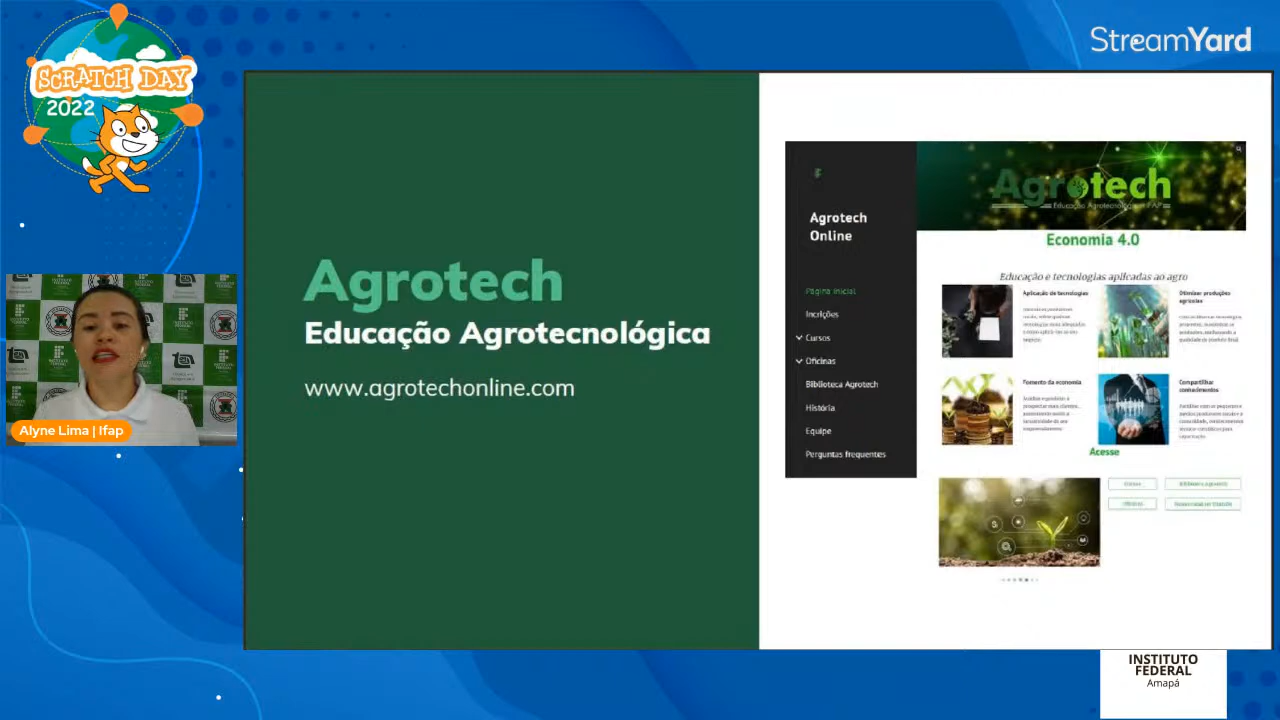 SCRATCH DAY
2022
StreamYard
Alyne Lima | Ifap
Agrotech
Educação Agrotecnológica
www.agrotechonline.com
Agrotech
Online
Página Inicial
Incrições
Cursos
Oficinas
Biblioteca Agrotech
História
Equipe
Perguntas frequentes
Agrotech
Economia 4.0
Educação e tecnologias aplicadas ao agro
Aplicação de tecnologias
Otimizar produções
agrícolas
Fomento da economia
Compartilhar
conhecimentos
Acesse
INSTITUTO
FEDERAL
Amapá